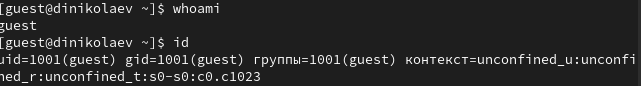 [guest@dinikolaev ~]$ whoami
guest
[guest@dinikolaev ~]$ id
uid=1001(guest) gid=1001(guest) группы=1001(guest) контекст=unconfined_u:unconfi
ned_r:unconfined_t:s0-s0:c0.c1023